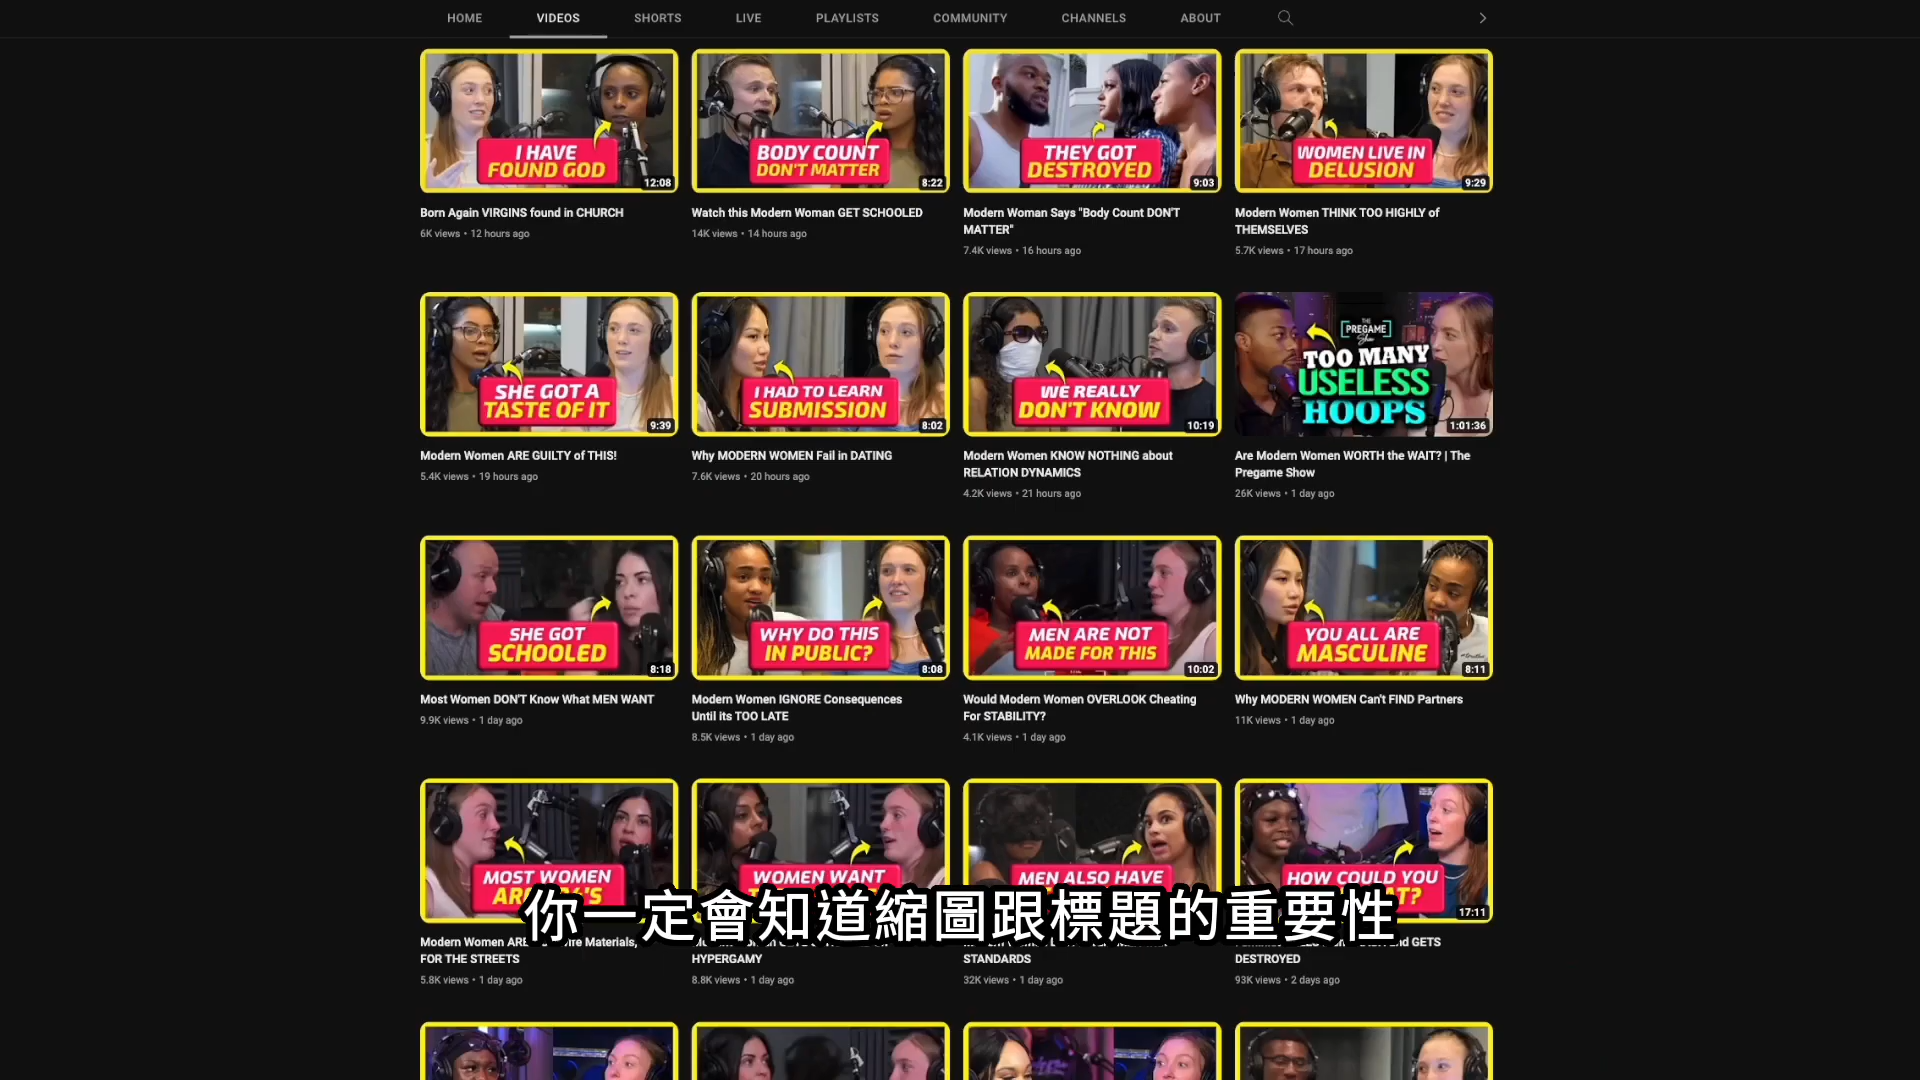 HOME VIDEOS SHORTS LIVE PLAYLISTS COMMUNITY CHANNELS ABOUT
I HAVE
FOUND GOD
12:08
Born Again VIRGINS found in CHURCH
6K views • 12 hours ago
BODY COUNT
DON'T MATTER
8:22
Watch this Modern Woman GET SCHOOLED
14K views • 14 hours ago
THEY GOT
DESTROYED
9:03
Modern Woman Says "Body Count DON'T
MATTER"
7.4K views • 16 hours ago
WOMEN LIVE IN
DELUSION
9:29
Modern Women THINK TOO HIGHLY of
THEMSELVES
5.7K views • 17 hours ago
SHE GOT A
TASTE OF IT
9:39
Modern Women ARE GUILTY of THIS!
5.4K views • 19 hours ago
I HAD TO LEARN
SUBMISSION
8:02
Why MODERN WOMEN Fail in DATING
7.6K views • 20 hours ago
WE REALLY
DON'T KNOW
10:19
Modern Women KNOW NOTHING about
RELATION DYNAMICS
4.2K views • 21 hours ago
THE
PREGAME
Show
TOO MANY
USELESS
HOOPS
1:01:36
Are Modern Women WORTH the WAIT? | The
Pregame Show
26K views • 1 day ago
SHE GOT
SCHOOLED
8:18
Most Women DON'T Know What MEN WANT
9.9K views • 1 day ago
WHY DO THIS
IN PUBLIC?
8:08
Modern Women IGNORE Consequences
Until its TOO LATE
8.5K views • 1 day ago
MEN ARE NOT
MADE FOR THIS
10:02
Would Modern Women OVERLOOK Cheating
For STABILITY?
4.1K views • 1 day ago
YOU ALL ARE
MASCULINE
8:11
Why MODERN WOMEN Can't FIND Partners
11K views • 1 day ago
MOST WOMEN
Modern Women
FOR THE STREETS
5.8K views • 1 day ago
WOMEN WANT
HYPERGAMY
8.8K views • 1 day ago
MEN ALSO HAVE
STANDARDS
32K views • 1 day ago
HOW COULD YOU
17:11
GETS
DESTROYED
93K views • 2 days ago
你一定會知道縮圖跟標題的重要性